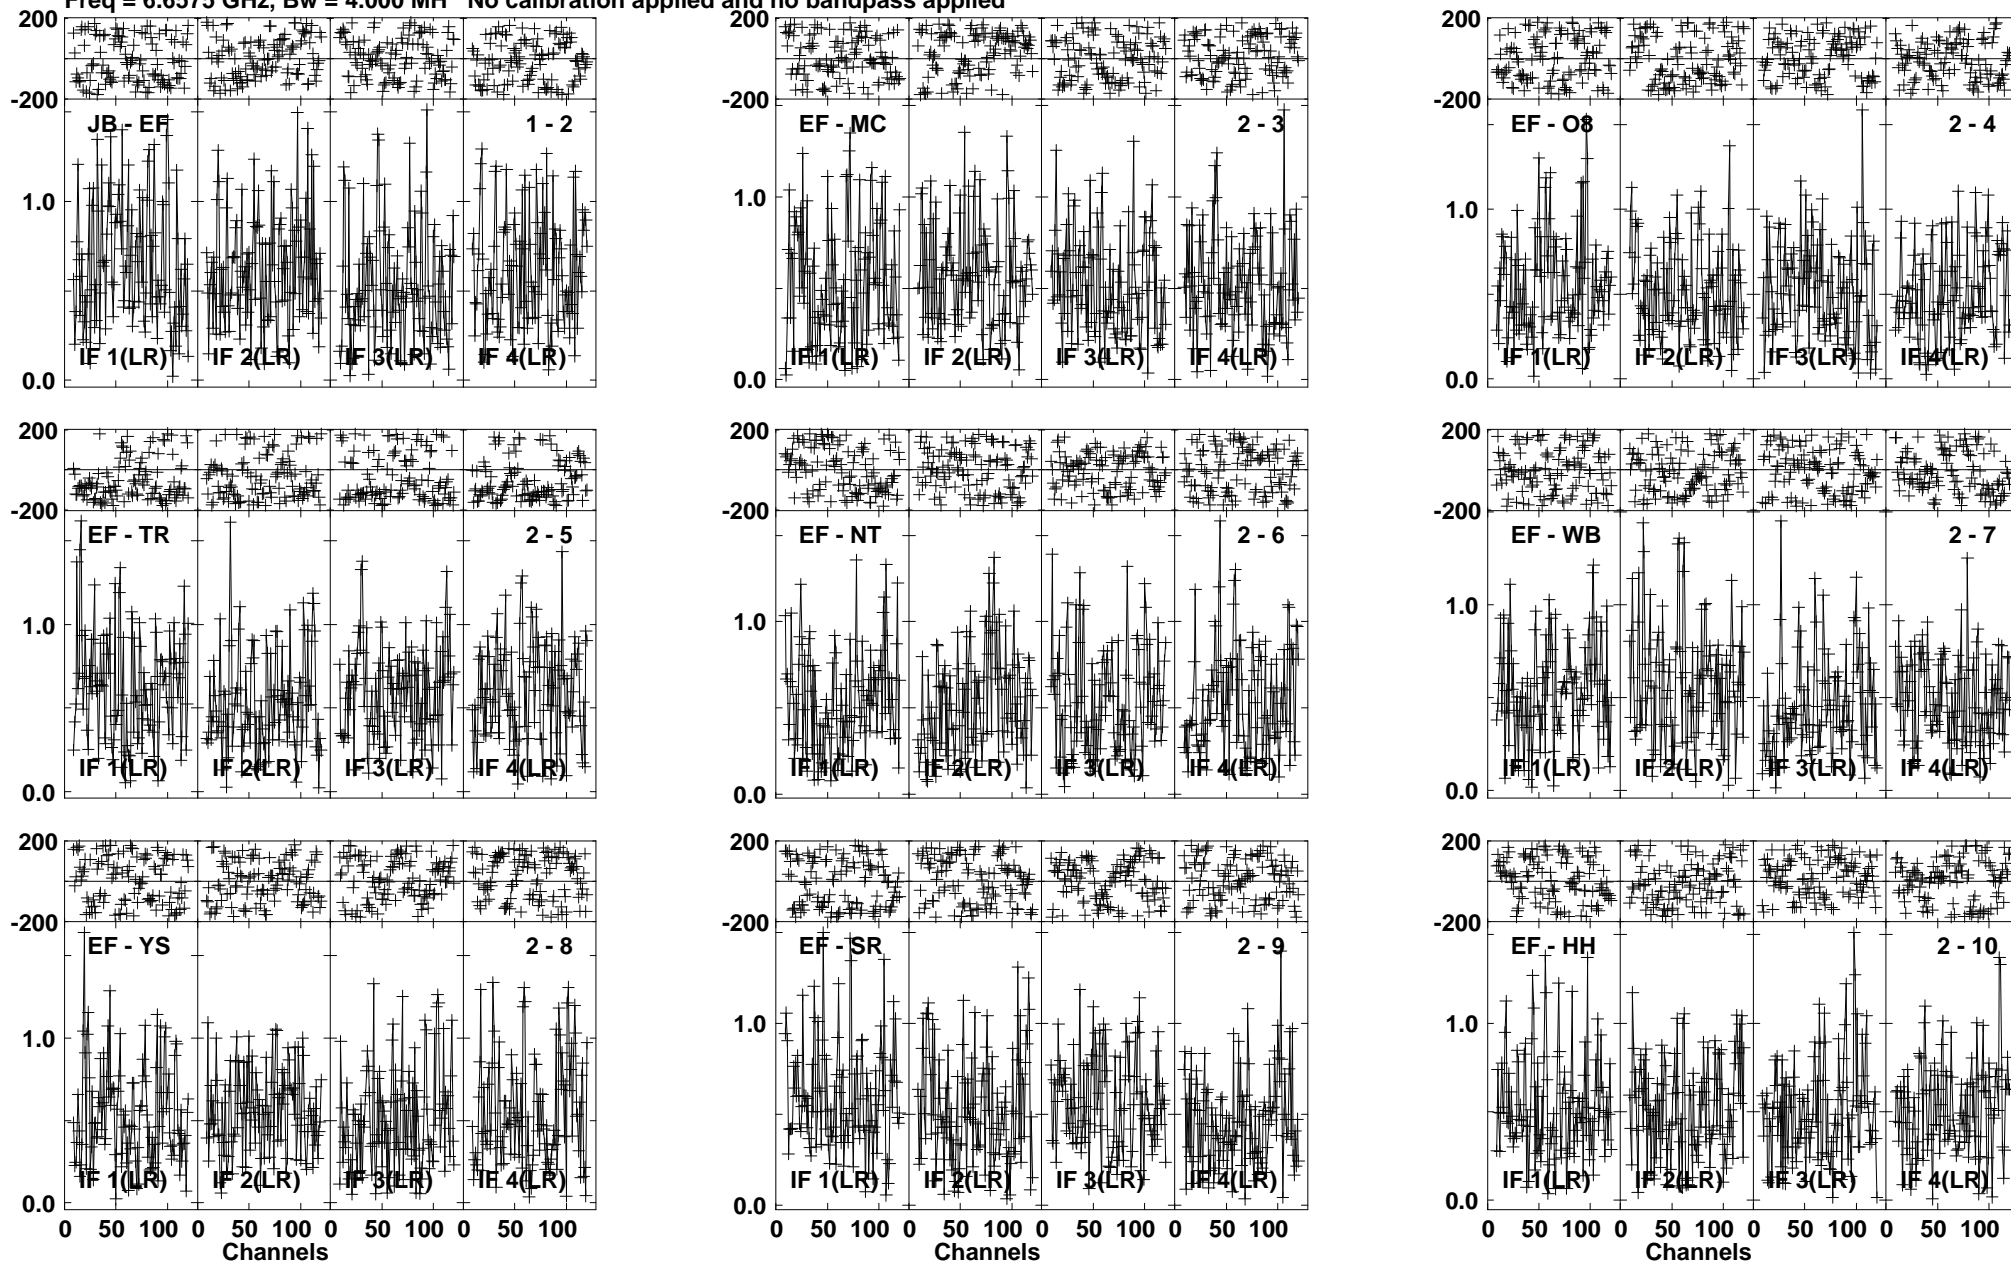 Freq = 6.6575 GHz, Bw = 4.000 MH No calibration applied and no bandpass applied
200 200 200
-200 -200 -200
JB - EF 1 - 2 EF - MC 2 - 3 EF - O8 2 - 4
1.0 1.0 1.0
IF 1(LR) IF 2(LR) IF 3(LR) IF 4(LR) IF 1(LR) IF 2(LR) IF 3(LR) IF 4(LR) IF 1(LR) IF 2(LR) IF 3(LR) IF 4(LR)
0.0 0.0 0.0
200 200 200
-200 -200 -200
EF - TR 2 - 5 EF - NT 2 - 6 EF - WB 2 - 7
1.0 1.0 1.0
IF 1(LR) IF 2(LR) IF 3(LR) IF 4(LR) IF 1(LR) IF 2(LR) IF 3(LR) IF 4(LR) IF 1(LR) IF 2(LR) IF 3(LR) IF 4(LR)
0.0 0.0 0.0
200 200 200
-200 -200 -200
EF - YS 2 - 8 EF - SR 2 - 9 EF - HH 2 - 10
1.0 1.0 1.0
IF 1(LR) IF 2(LR) IF 3(LR) IF 4(LR) IF 1(LR) IF 2(LR) IF 3(LR) IF 4(LR) IF 1(LR) IF 2(LR) IF 3(LR) IF 4(LR)
0.0 0.0 0.0
0 50 100 0 50 100 0 50 100 0 50 100 0 50 100 0 50 100 0 50 100 0 50 100 0 50 100 0 50 100 0 50 100 0 50 100
Channels Channels Channels